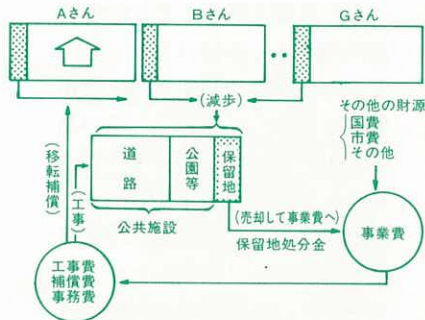 Aさん
Bさん
Gさん
(減歩)
その他の財源
国費
市費
その他
(移転補償)
(工事)
道路
公園等
保留地
公共施設
(売却して事業費へ)
保留地処分金
事業費
工事費
補償費
事務費